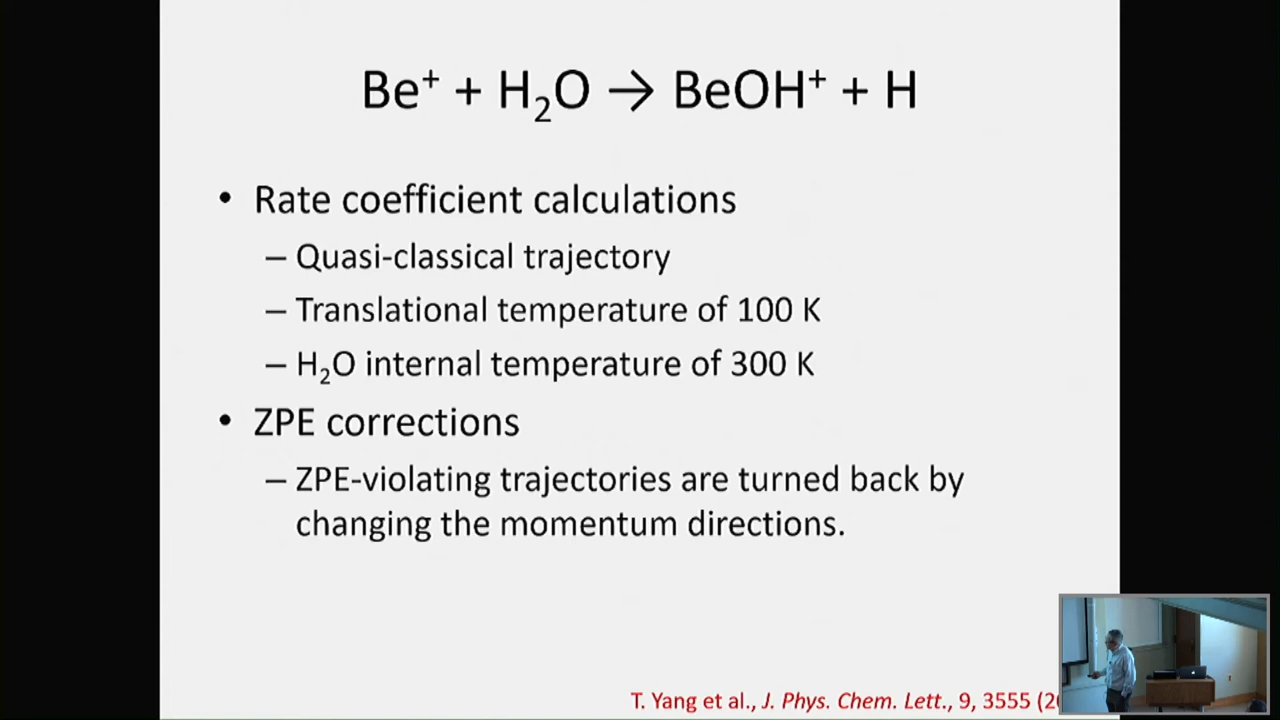 Be⁺ + H₂O → BeOH⁺ + H
• Rate coefficient calculations
– Quasi-classical trajectory
– Translational temperature of 100 K
– H₂O internal temperature of 300 K
• ZPE corrections
– ZPE-violating trajectories are turned back by
changing the momentum directions.
T. Yang et al., J. Phys. Chem. Lett., 9, 3555